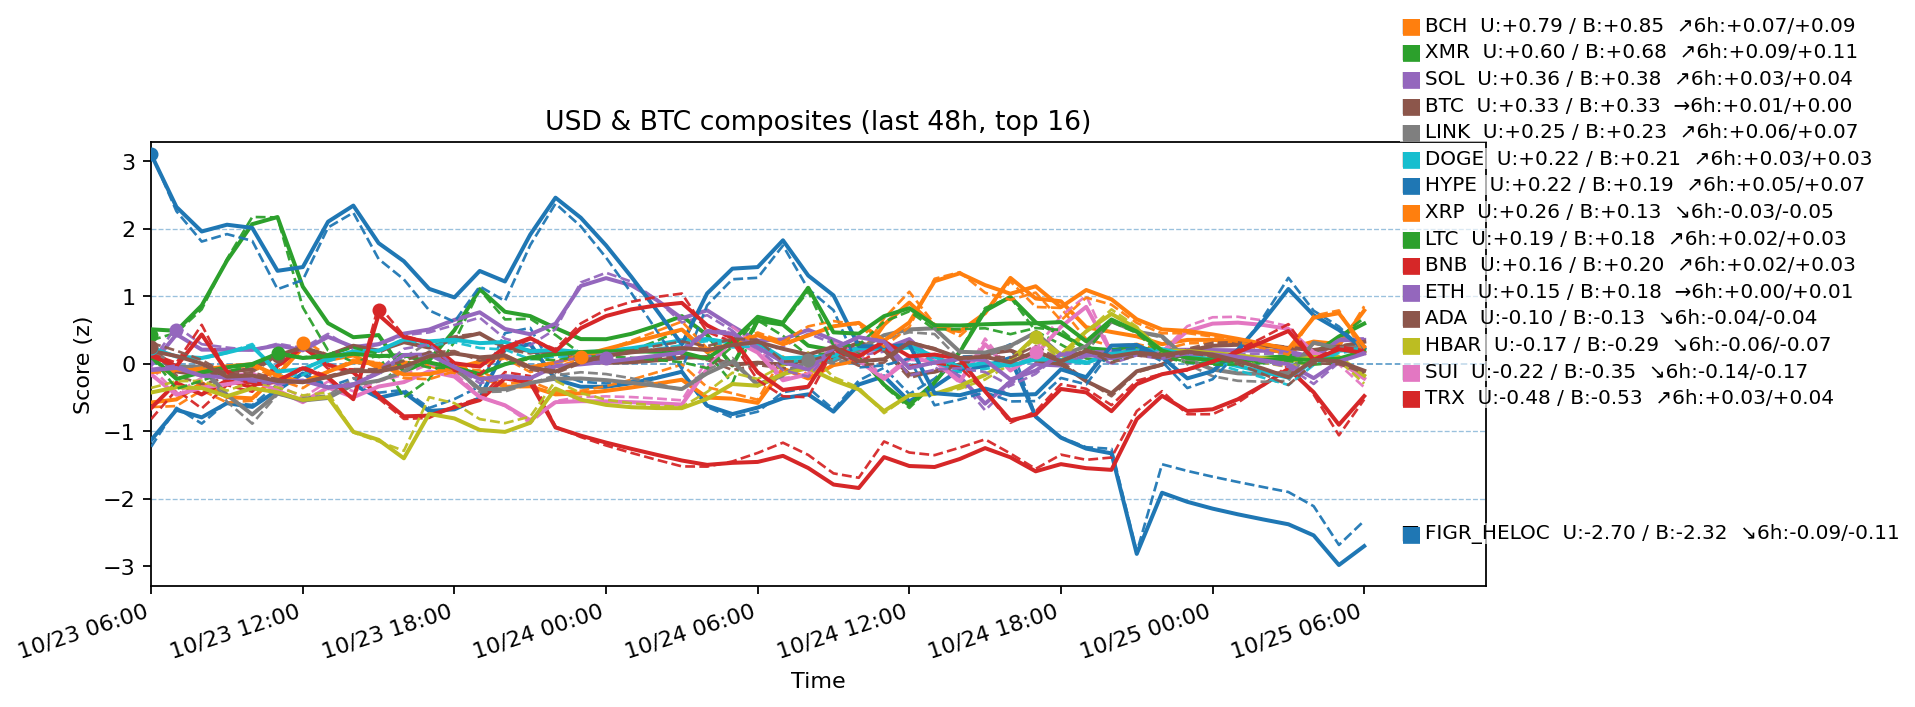 BCH  U:+0.79 / B:+0.85  ↗6h:+0.07/+0.09
XMR  U:+0.60 / B:+0.68  ↗6h:+0.09/+0.11
SOL  U:+0.36 / B:+0.38  ↗6h:+0.03/+0.04
BTC  U:+0.33 / B:+0.33  →6h:+0.01/+0.00
LINK  U:+0.25 / B:+0.23  ↗6h:+0.06/+0.07
DOGE  U:+0.22 / B:+0.21  ↗6h:+0.03/+0.03
HYPE  U:+0.22 / B:+0.19  ↗6h:+0.05/+0.07
XRP  U:+0.26 / B:+0.13  ↘6h:-0.03/-0.05
LTC  U:+0.19 / B:+0.18  ↗6h:+0.02/+0.03
BNB  U:+0.16 / B:+0.20  ↗6h:+0.02/+0.03
ETH  U:+0.15 / B:+0.18  →6h:+0.00/+0.01
ADA  U:-0.10 / B:-0.13  ↘6h:-0.04/-0.04
HBAR  U:-0.17 / B:-0.29  ↘6h:-0.06/-0.07
SUI  U:-0.22 / B:-0.35  ↘6h:-0.14/-0.17
TRX  U:-0.48 / B:-0.53  ↗6h:+0.03/+0.04
FIGR_HELOC  U:-2.70 / B:-2.32  ↘6h:-0.09/-0.11
USD & BTC composites (last 48h, top 16)
Score (z)
3
2
1
0
−1
−2
−3
10/23 06:00
10/23 12:00
10/23 18:00
10/24 00:00
10/24 06:00
10/24 12:00
10/24 18:00
10/25 00:00
10/25 06:00
Time